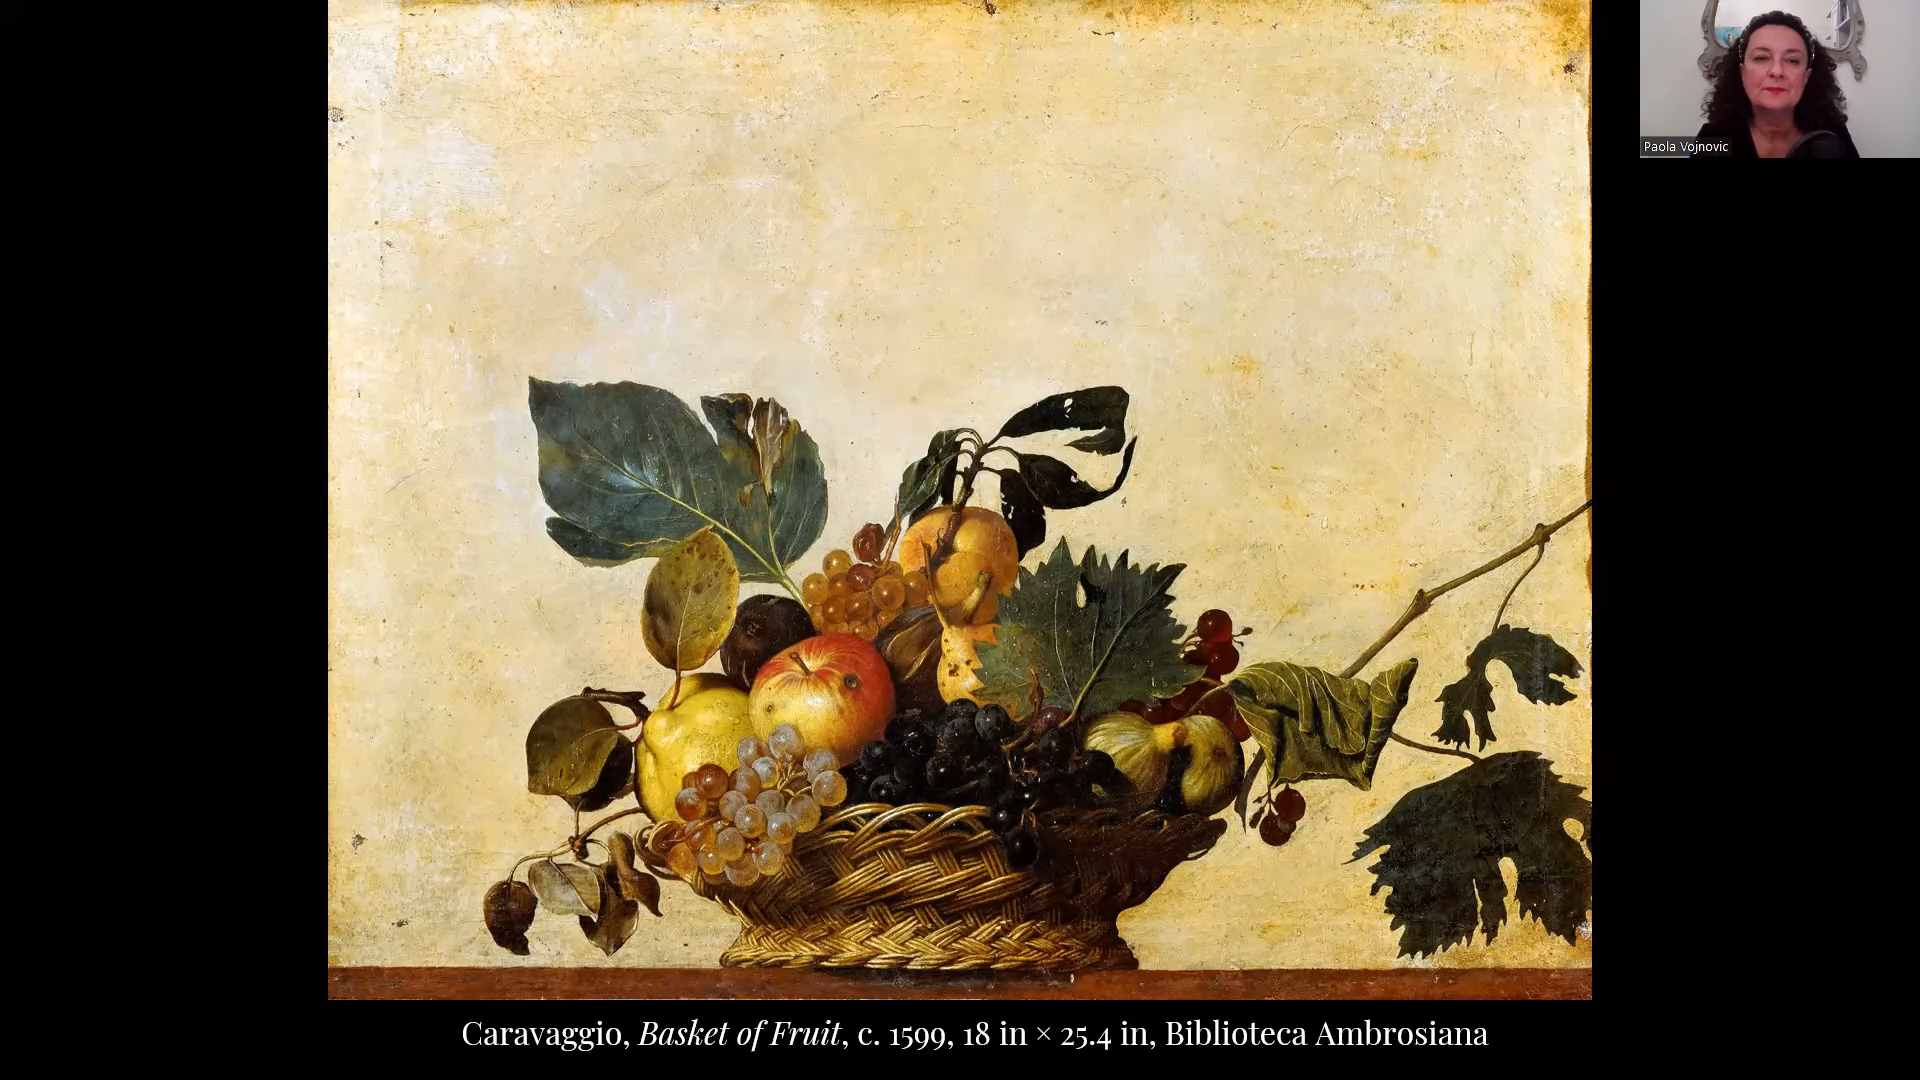 Paola Vojnovic
Caravaggio, Basket of Fruit, c. 1599, 18 in × 25.4 in, Biblioteca Ambrosiana